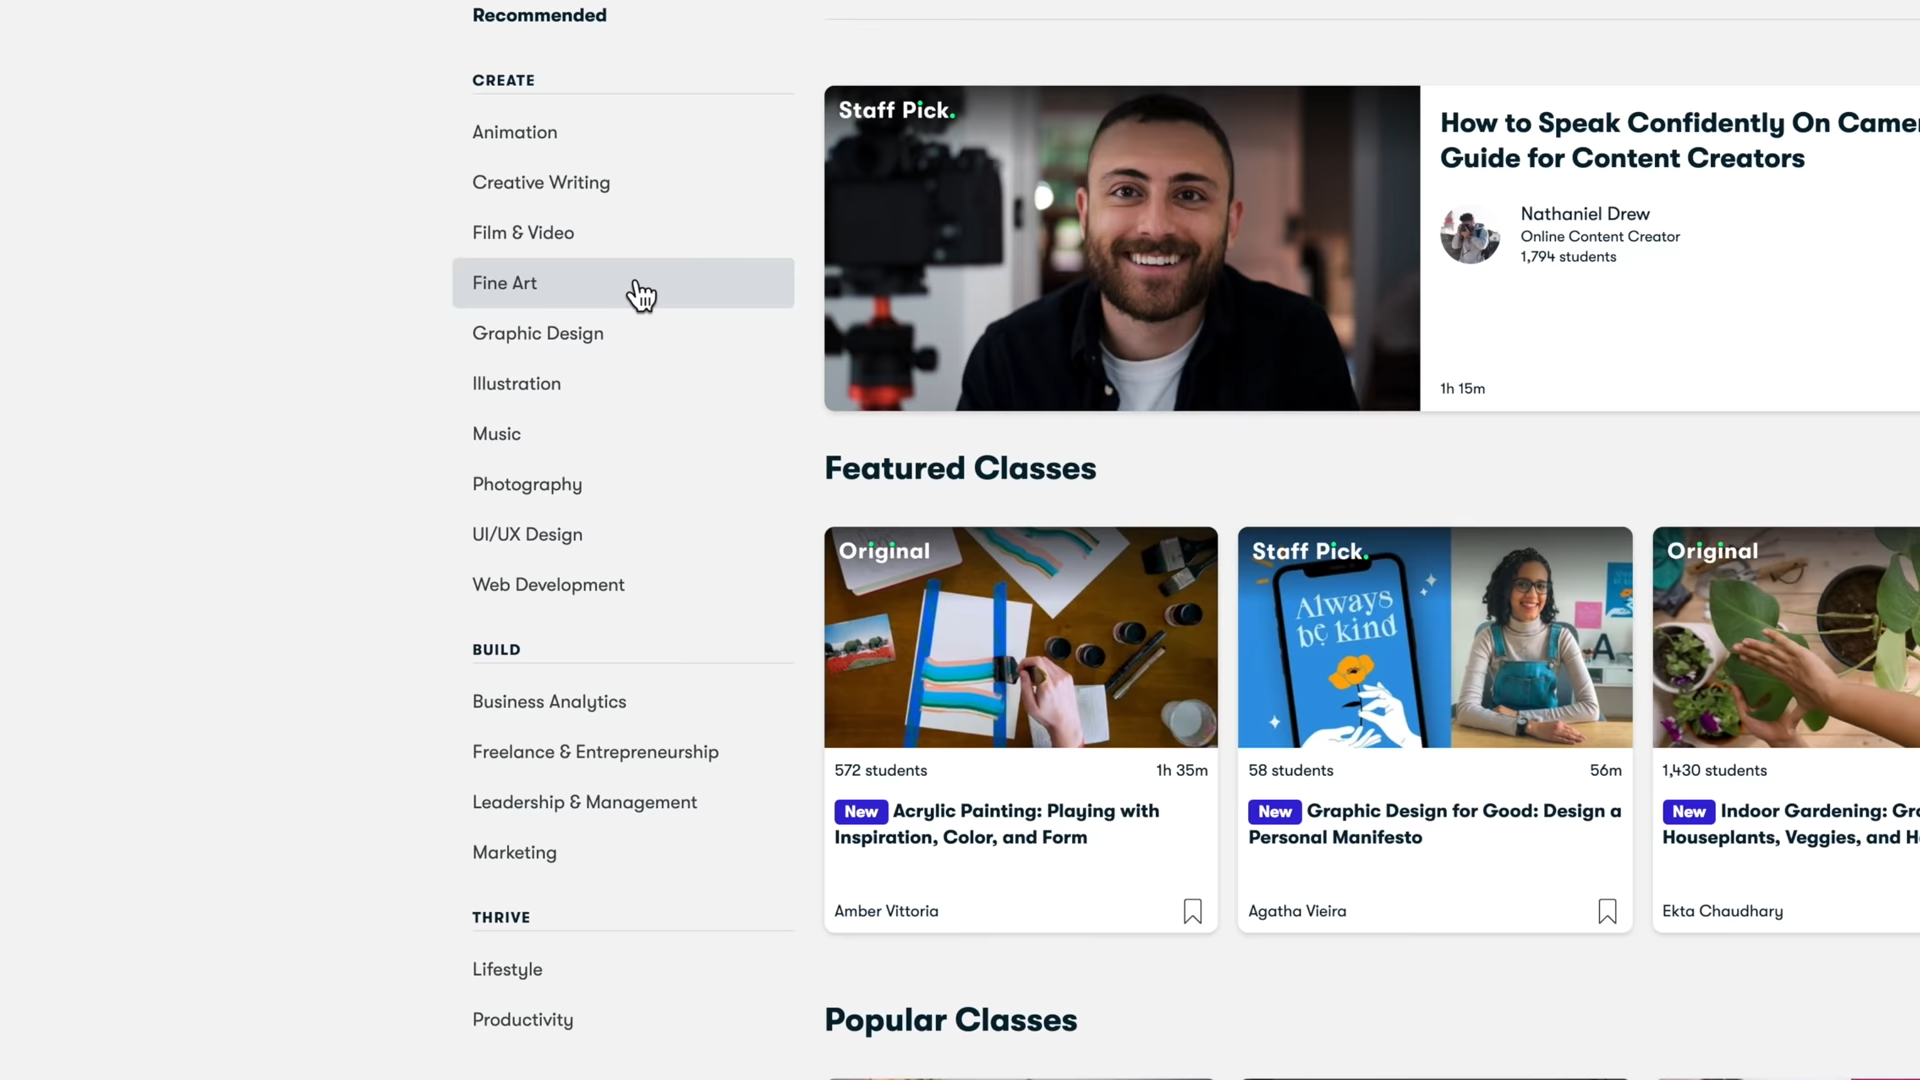 Recommended
CREATE
Animation
Creative Writing
Film & Video
Fine Art
Graphic Design
Illustration
Music
Photography
UI/UX Design
Web Development
BUILD
Business Analytics
Freelance & Entrepreneurship
Leadership & Management
Marketing
THRIVE
Lifestyle
Productivity
Staff Pick.
How to Speak Confidently On Camer
Guide for Content Creators
Nathaniel Drew
Online Content Creator
1,794 students
1h 15m
Featured Classes
Original
572 students 1h 35m
New Acrylic Painting: Playing with
Inspiration, Color, and Form
Amber Vittoria
Staff Pick.
Always
be kind
A
58 students 56m
New Graphic Design for Good: Design a
Personal Manifesto
Agatha Vieira
Original
1,430 students
New Indoor Gardening: Gro
Houseplants, Veggies, and H
Ekta Chaudhary
Popular Classes